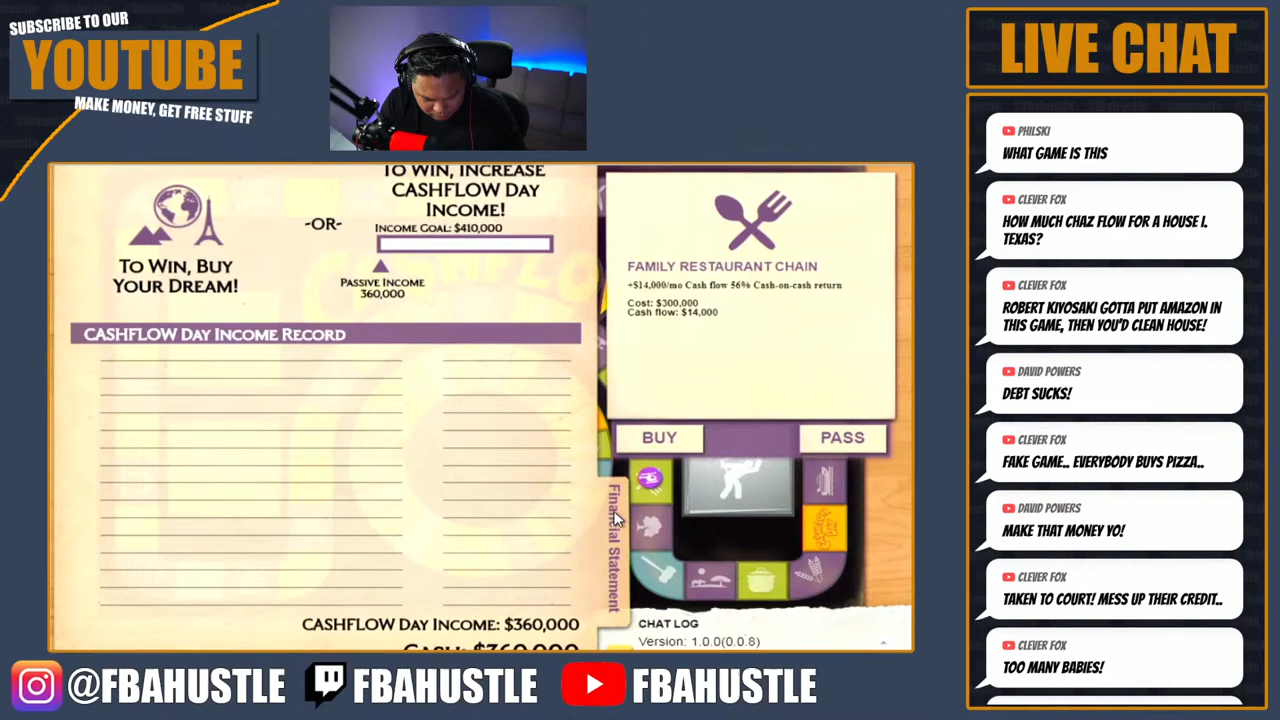 SUBSCRIBE TO OUR
YOUTUBE
MAKE MONEY, GET FREE STUFF
TO WIN, BUY
YOUR DREAM!
-OR-
TO WIN, INCREASE
CASHFLOW DAY
INCOME!
INCOME GOAL: $410,000
PASSIVE INCOME
360,000
CASHFLOW DAY INCOME RECORD
CASHFLOW DAY INCOME: $360,000
CASH: $360,000
FAMILY RESTAURANT CHAIN
+$14,000/mo Cash flow 56% Cash-on-cash return
Cost: $300,000
Cash flow: $14,000
BUY
PASS
Financial Statement
CHAT LOG
Version: 1.0.0(0.0.8)
LIVE CHAT
PHILSKI
WHAT GAME IS THIS
CLEVER FOX
HOW MUCH CHAZ FLOW FOR A HOUSE I.
TEXAS?
CLEVER FOX
ROBERT KIYOSAKI GOTTA PUT AMAZON IN
THIS GAME, THEN YOU'D CLEAN HOUSE!
DAVID POWERS
DEBT SUCKS!
CLEVER FOX
FAKE GAME.. EVERYBODY BUYS PIZZA..
DAVID POWERS
MAKE THAT MONEY YO!
CLEVER FOX
TAKEN TO COURT! MESS UP THEIR CREDIT..
CLEVER FOX
TOO MANY BABIES!
@FBAHUSTLE
FBAHUSTLE
FBAHUSTLE